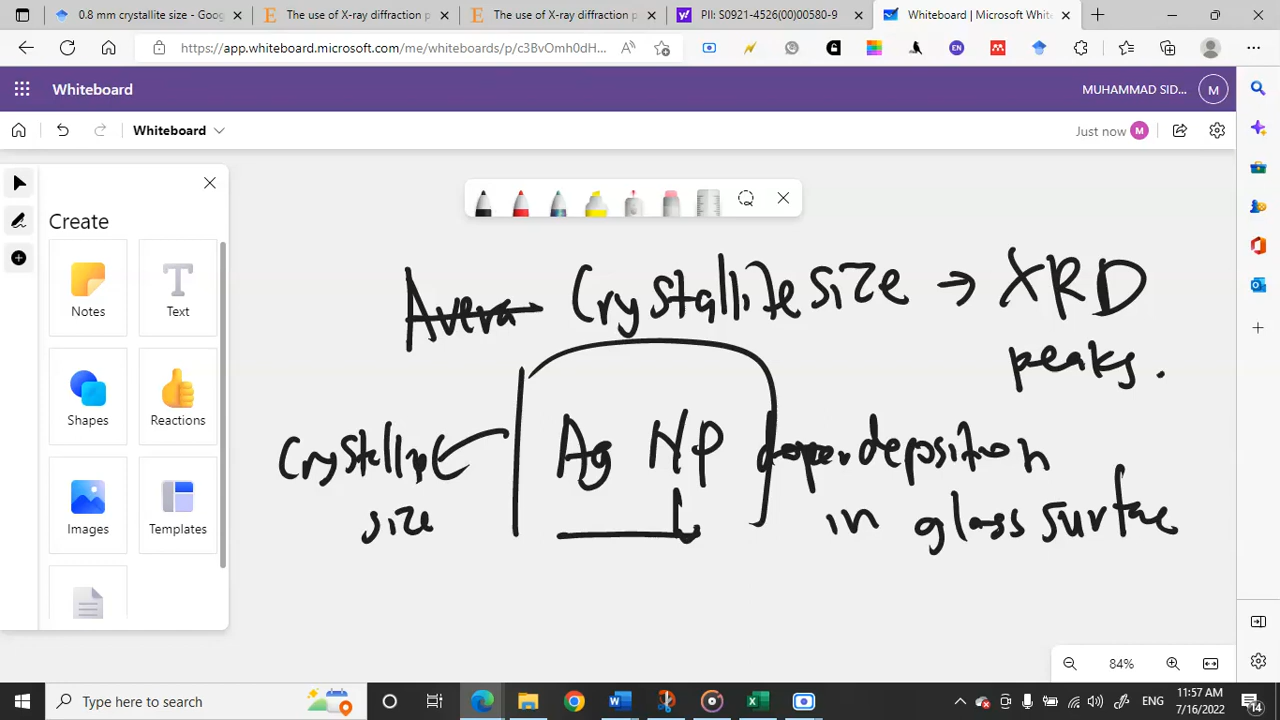 0.8 mm crystallite size - Goog
The use of X-ray diffraction p
The use of X-ray diffraction p
PII: S0921-4526(00)00580-9
Whiteboard | Microsoft Whit
https://app.whiteboard.microsoft.com/me/whiteboards/p/c3BvOmh0dH...
Whiteboard
MUHAMMAD SID...
M
Whiteboard
Just now
M
Create
Notes
Text
Shapes
Reactions
Images
Templates
Avera Crystallite size → XRD
peaks.
Crystallite
size
Ag NP deposition
in glass surface
84%
Type here to search
ENG
11:57 AM
7/16/2022
14